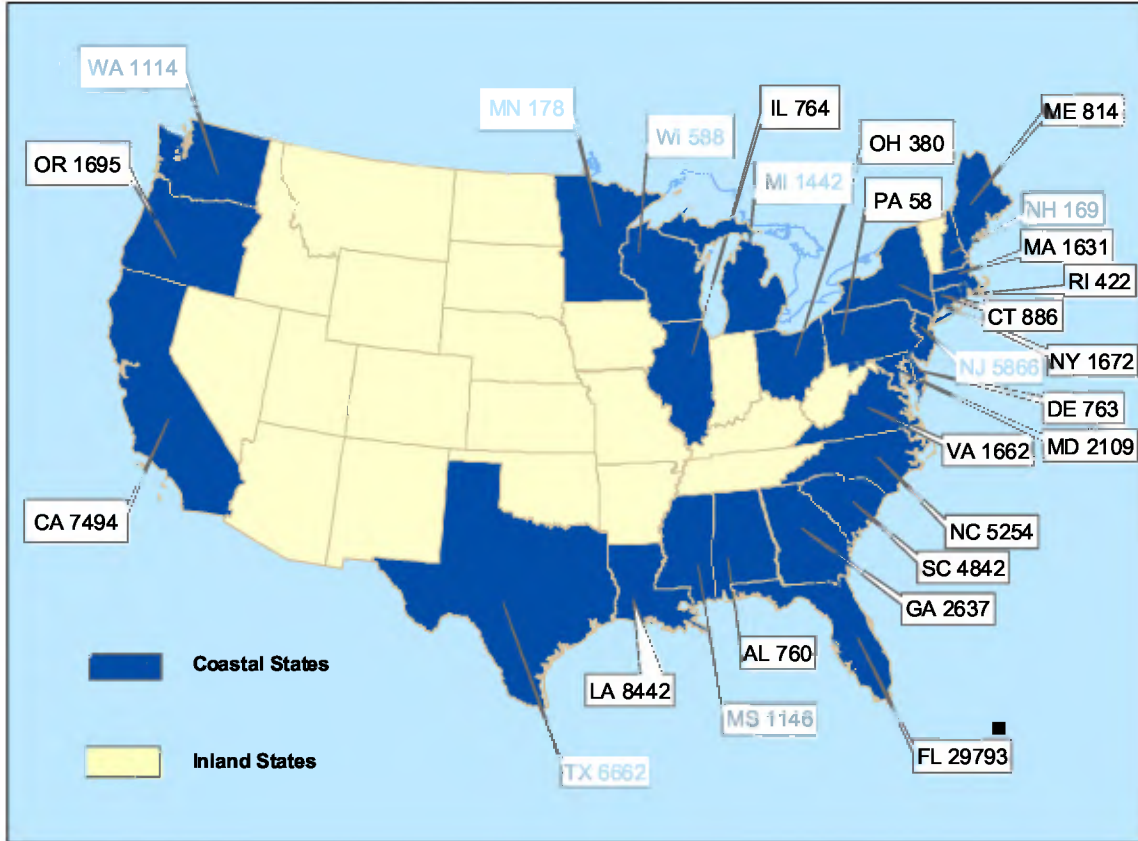 WA 1114
MN 178
IL 764
ME 814
Wi 588
OH 380
OR 1695
MI 1442
PA 58
NH 169
MA 1631
RI 422
CT 886
NJ 5866
NY 1672
DE 763
VA 1662
MD 2109
CA 7494
NC 5254
SC 4842
GA 2637
AL 760
Coastal States
LA 8442
MS 1146
FL 29793
Inland States
TX 6662